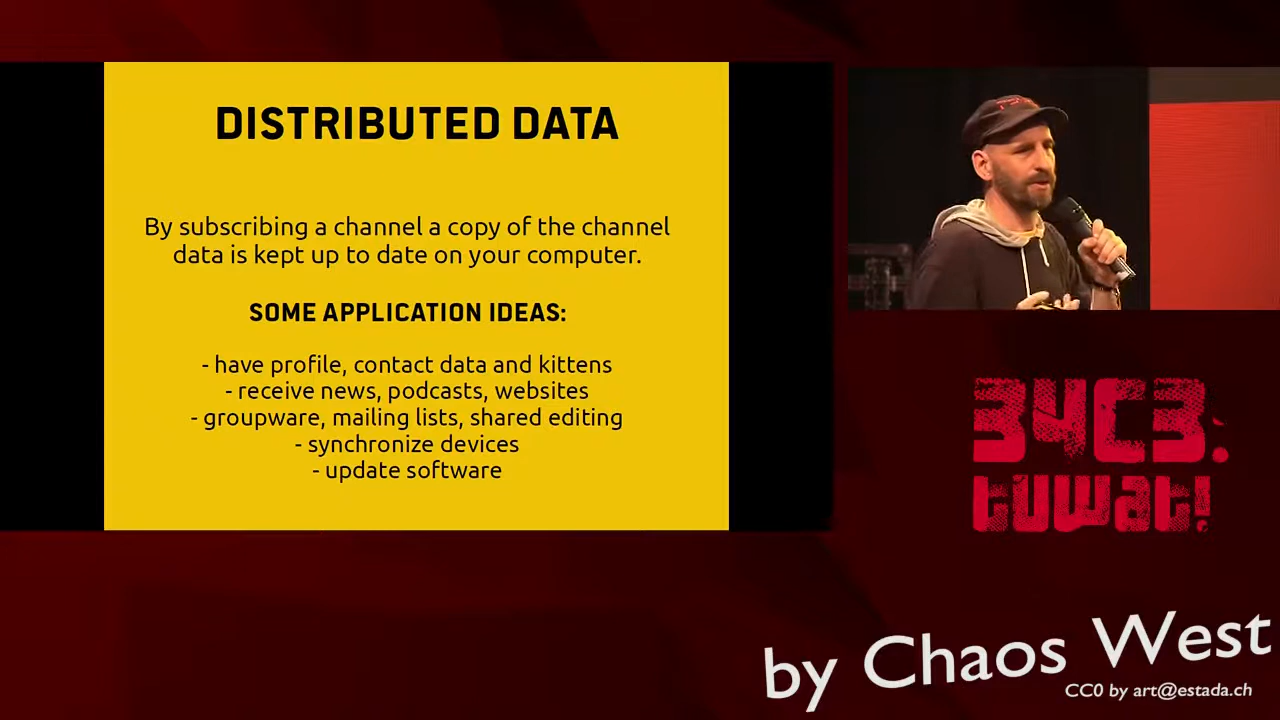 DISTRIBUTED DATA
By subscribing a channel a copy of the channel
data is kept up to date on your computer.
SOME APPLICATION IDEAS:
- have profile, contact data and kittens
- receive news, podcasts, websites
- groupware, mailing lists, shared editing
- synchronize devices
- update software
34C3:
tuwat!
by Chaos West
CC0 by art@estada.ch